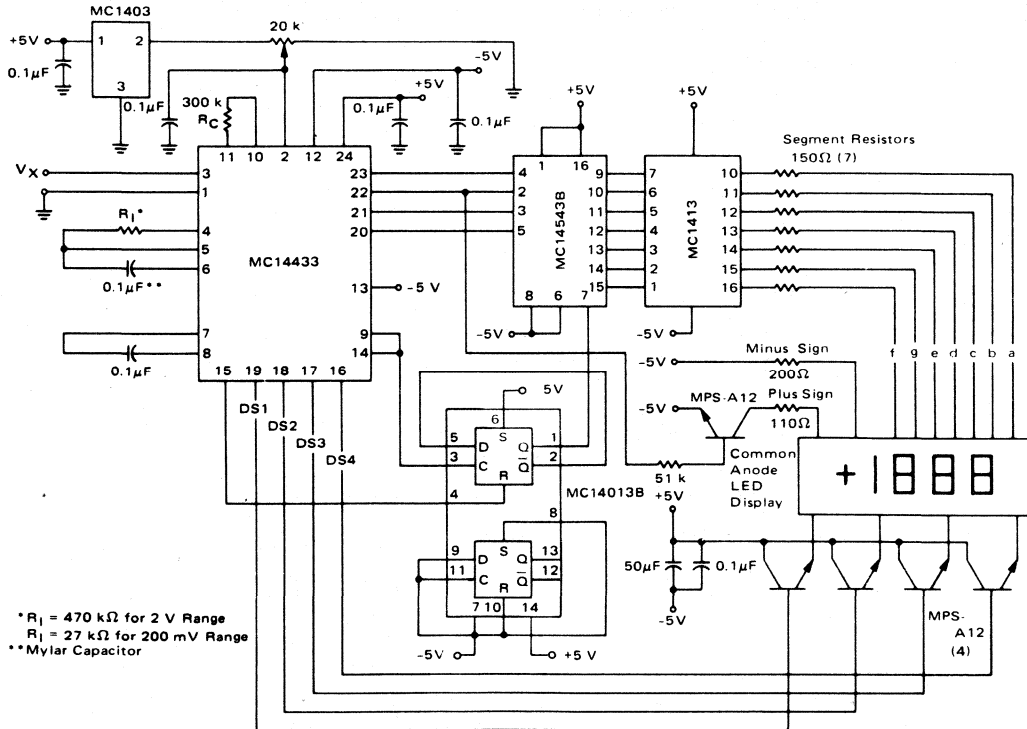 MC1403
+5V
1
2
3
0.1µF
20 k
-5V
+5V
0.1µF
300 k
RC
0.1µF
0.1µF
11 10 2 12 24
VX
3
1
RI*
4
5
6
0.1µF**
7
8
0.1µF
MC14433
23
22
21
20
13
-5 V
9
14
15 19 18 17 16
DS1
DS2
DS3
DS4
+5V
1 16
4
2
3
5
MC14543B
9
10
11
12
13
14
15
8 6 7
-5V
+5V
7
6
5
4
3
2
1
MC1413
10
11
12
13
14
15
16
-5V
Segment Resistors
150Ω (7)
f g e d c b a
Minus Sign
-5V
200Ω
MPS-A12
Plus Sign
-5V
110Ω
51 k
Common
Anode
LED
Display
+ 1 8 8 8
5V
6
S
5 D Q 1
3 C Q 2
R
4
MC14013B
8
S
9 D Q 13
11 C Q 12
R
7 10 14
-5V
+5 V
+5V
50µF
0.1µF
-5V
MPS-
A12
(4)
*RI = 470 kΩ for 2 V Range
RI = 27 kΩ for 200 mV Range
**Mylar Capacitor